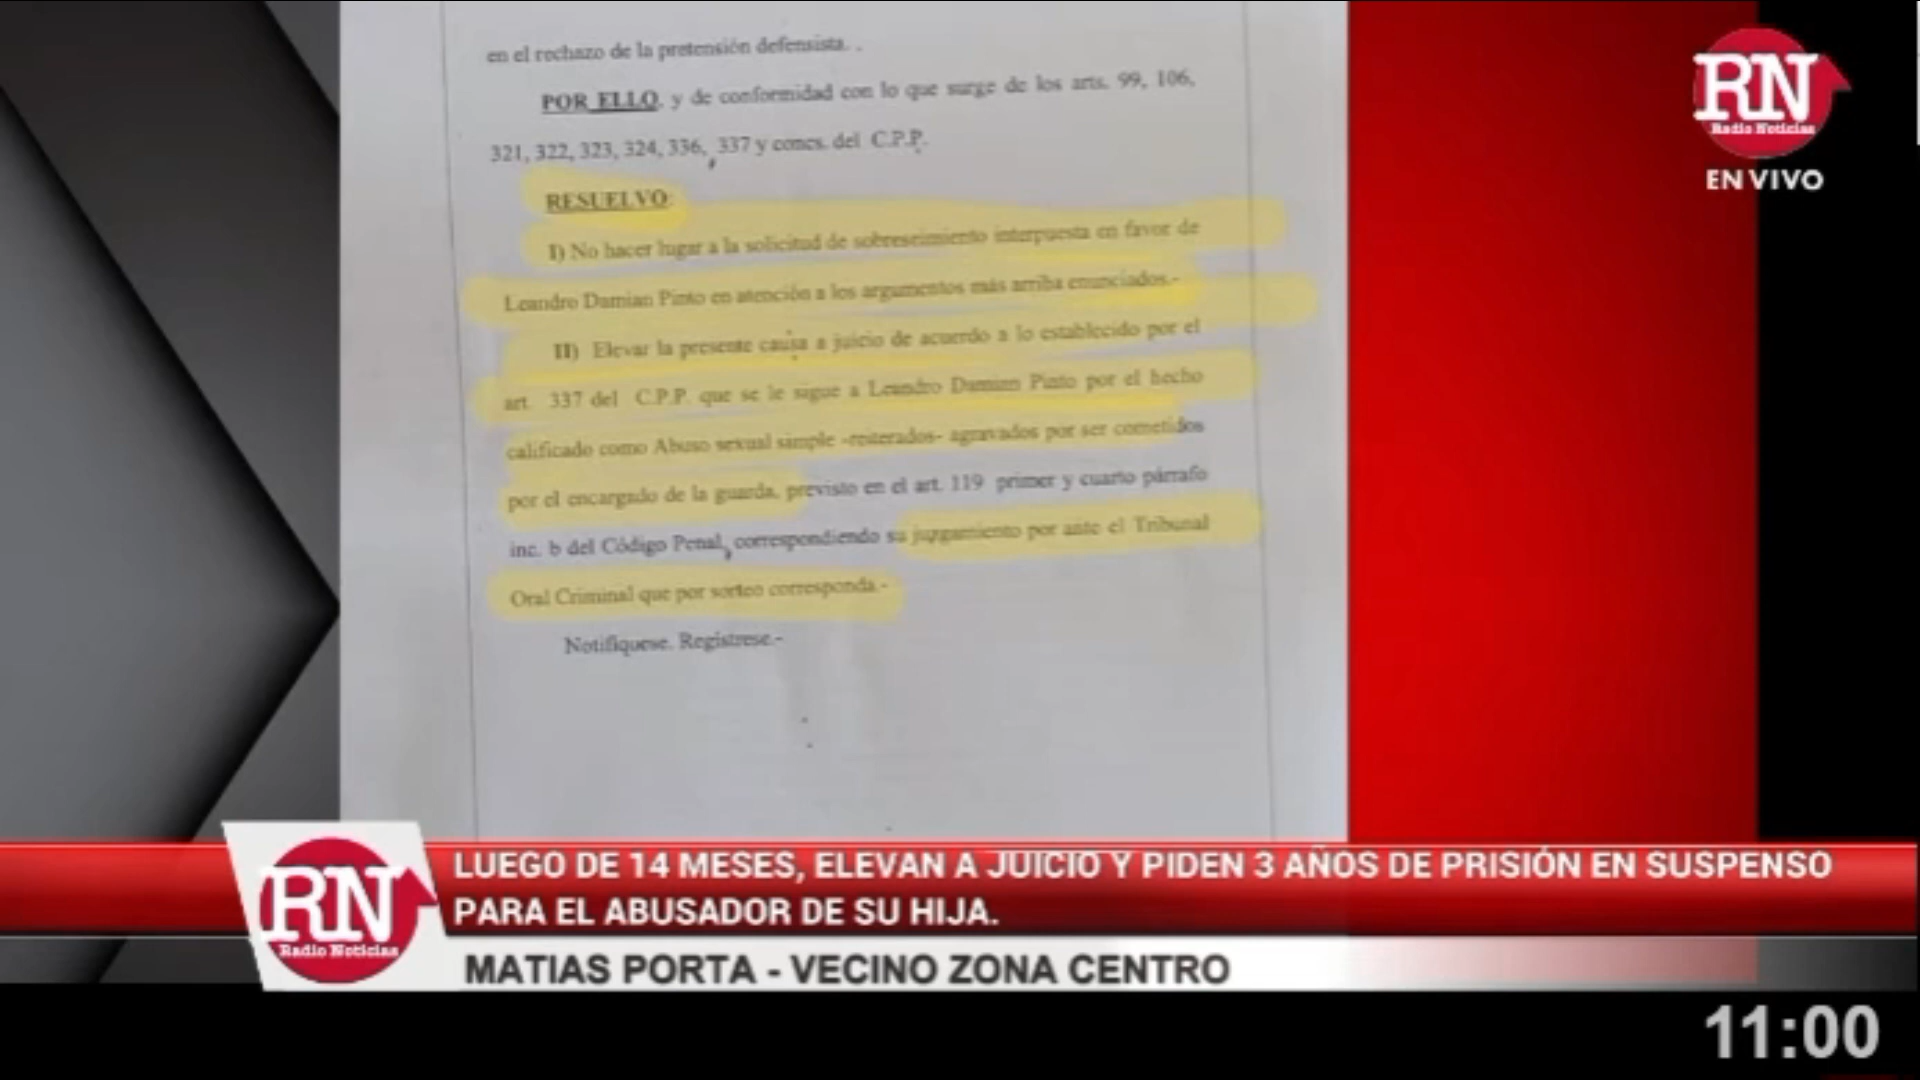 en el rechazo de la pretensión defensista. .
POR ELLO, y de conformidad con lo que surge de los arts. 99, 106,
321, 322, 323, 324, 336, 337 y concs. del C.P.P.
RESUELVO:
I) No hacer lugar a la solicitud de sobreseimiento interpuesta en favor de
Leandro Damian Pinto en atención a los argumentos más arriba enunciados.-
II) Elevar la presente causa a juicio de acuerdo a lo establecido por el
art. 337 del C.P.P. que se le sigue a Leandro Damian Pinto por el hecho
calificado como Abuso sexual simple -reiterados- agravados por ser cometidos
por el encargado de la guarda, previsto en el art. 119 primer y cuarto párrafo
inc. b del Código Penal, correspondiendo su juzgamiento por ante el Tribunal
Oral Criminal que por sorteo corresponda.-
Notifíquese. Regístrese.-
RN
Radio Noticias
EN VIVO
RN
Radio Noticias
LUEGO DE 14 MESES, ELEVAN A JUICIO Y PIDEN 3 AÑOS DE PRISIÓN EN SUSPENSO
PARA EL ABUSADOR DE SU HIJA.
MATIAS PORTA - VECINO ZONA CENTRO
11:00